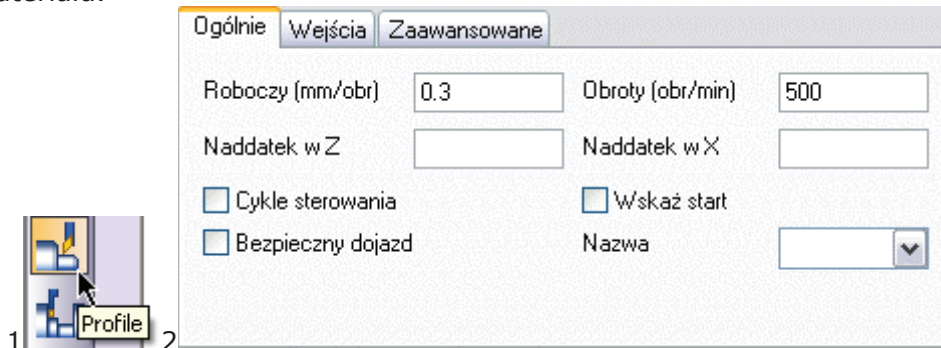 Ogólnie Wejścia Zaawansowane
Roboczy (mm/obr) 0.3 Obroty (obr/min) 500
Naddatek w Z Naddatek w X
Cykle sterowania Wskaż start
Bezpieczny dojazd Nazwa
1 Profile 2